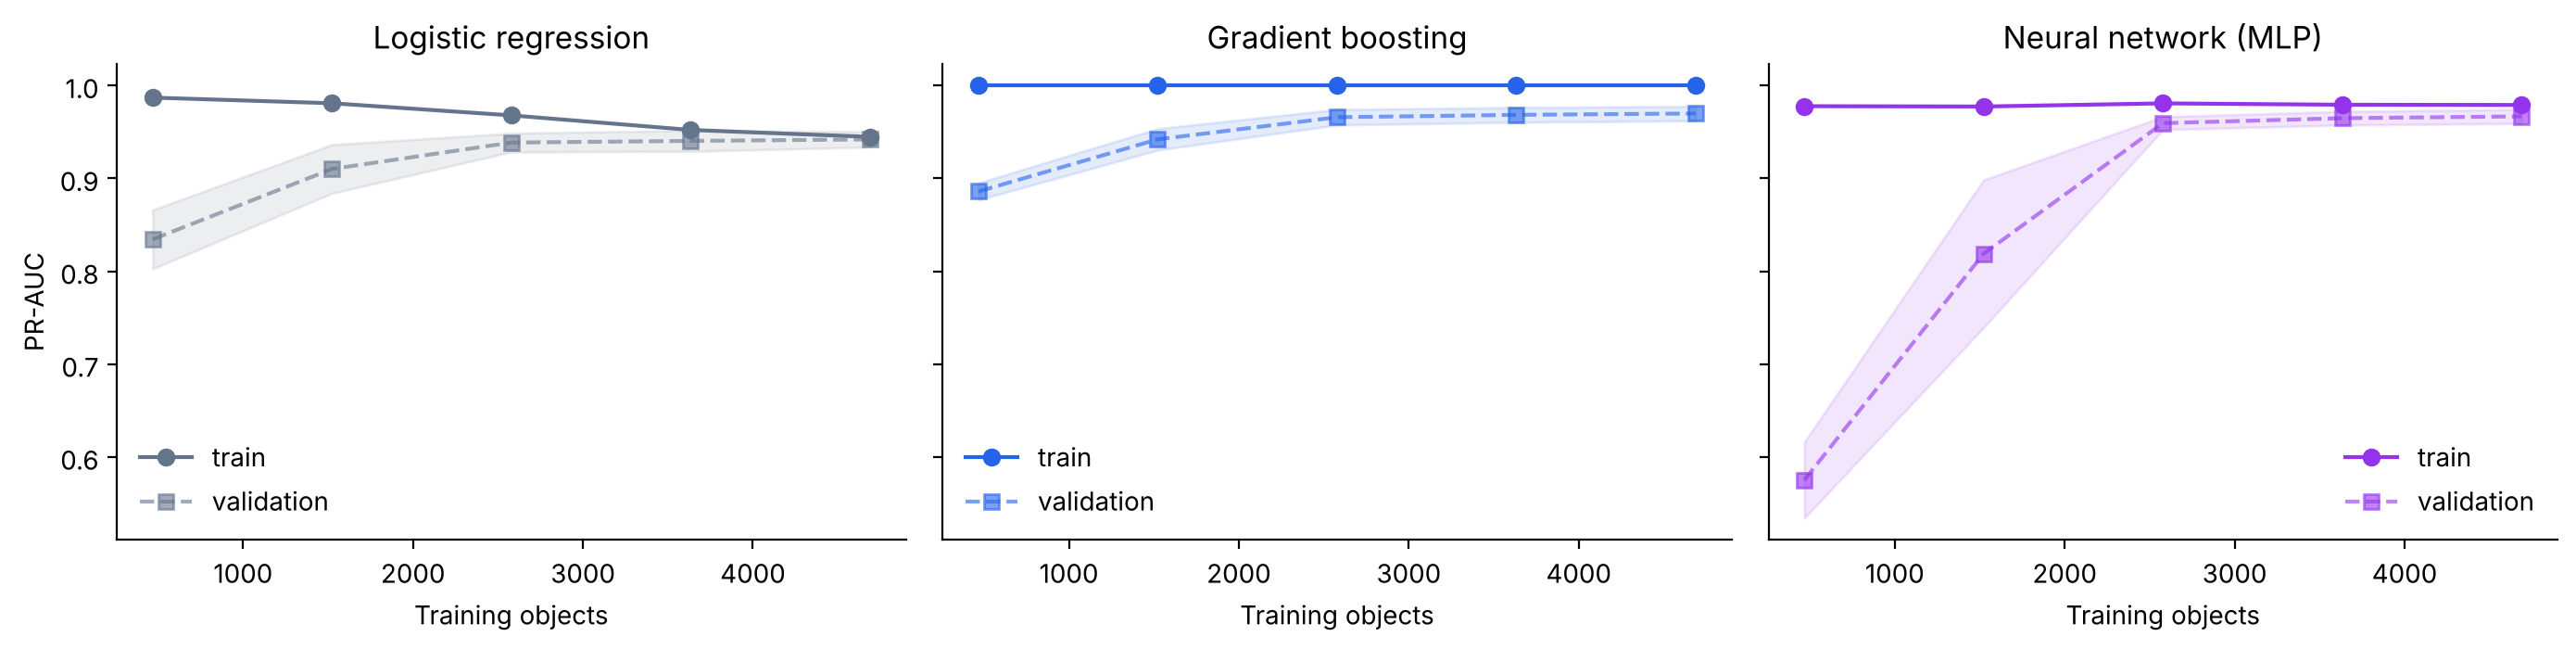 Logistic regression
Gradient boosting
Neural network (MLP)
PR-AUC
1.0
0.9
0.8
0.7
0.6
train
validation
train
validation
train
validation
1000 2000 3000 4000
1000 2000 3000 4000
1000 2000 3000 4000
Training objects
Training objects
Training objects